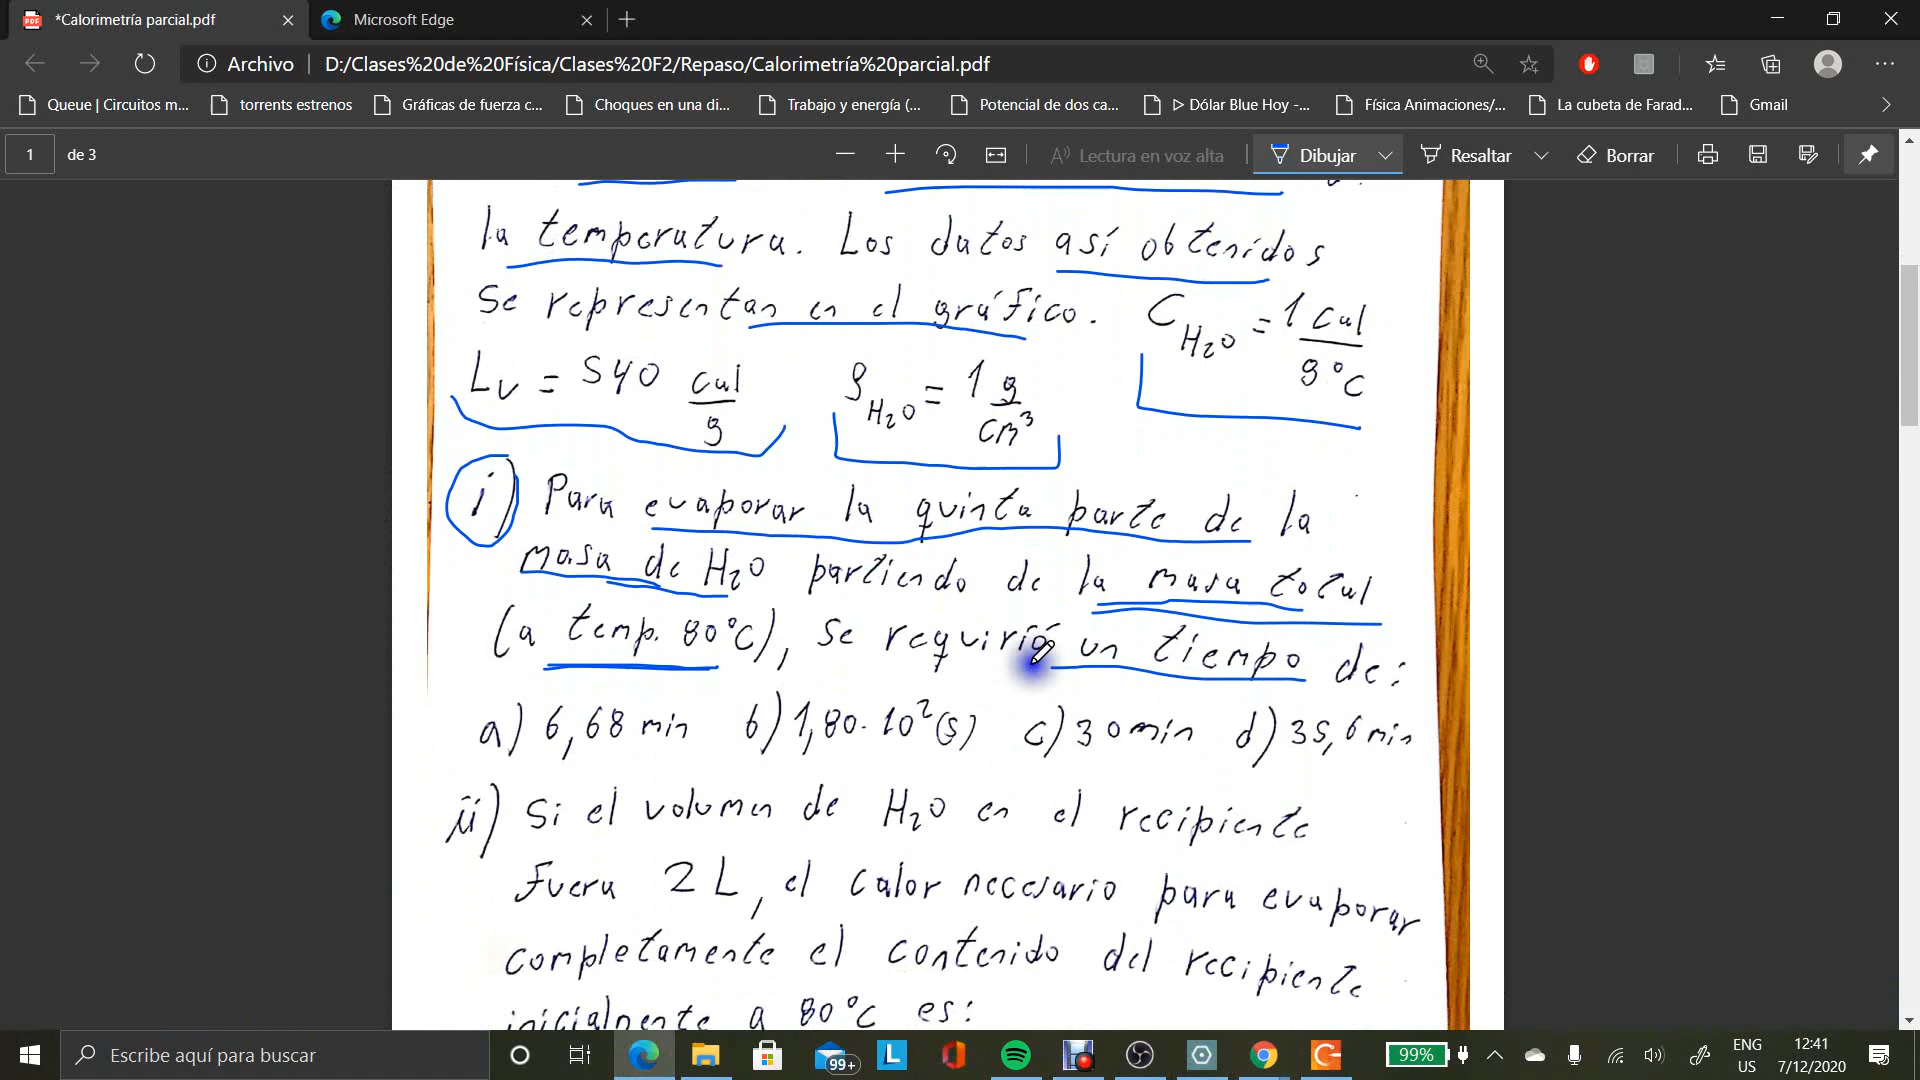 *Calorimetría parcial.pdf
Microsoft Edge
Archivo
D:/Clases%20de%20Física/Clases%20F2/Repaso/Calorimetría%20parcial.pdf
Queue | Circuitos m...
torrents estrenos
Gráficas de fuerza c...
Choques en una di...
Trabajo y energía (...
Potencial de dos ca...
▷ Dólar Blue Hoy -...
Física Animaciones/...
La cubeta de Farad...
Gmail
1 de 3
Lectura en voz alta
Dibujar
Resaltar
Borrar
la temperatura. Los datos así obtenidos
se representan en el gráfico. C H₂O = 1 cal/g°C
Lv = 540 cal/g ρ H₂O = 1 g/cm³
i) Para evaporar la quinta parte de la
masa de H₂O partiendo de la masa total
(a temp. 80°C), se requirió un tiempo de:
a) 6,68 min b) 1,80·10²(s) c) 30 min d) 35,6 min
ii) Si el volumen de H₂O en el recipiente
fuera 2 L, el calor necesario para evaporar
completamente el contenido del recipiente
inicialmente a 80°C es:
Escribe aquí para buscar
99+
L
99%
ENG
US
12:41
7/12/2020